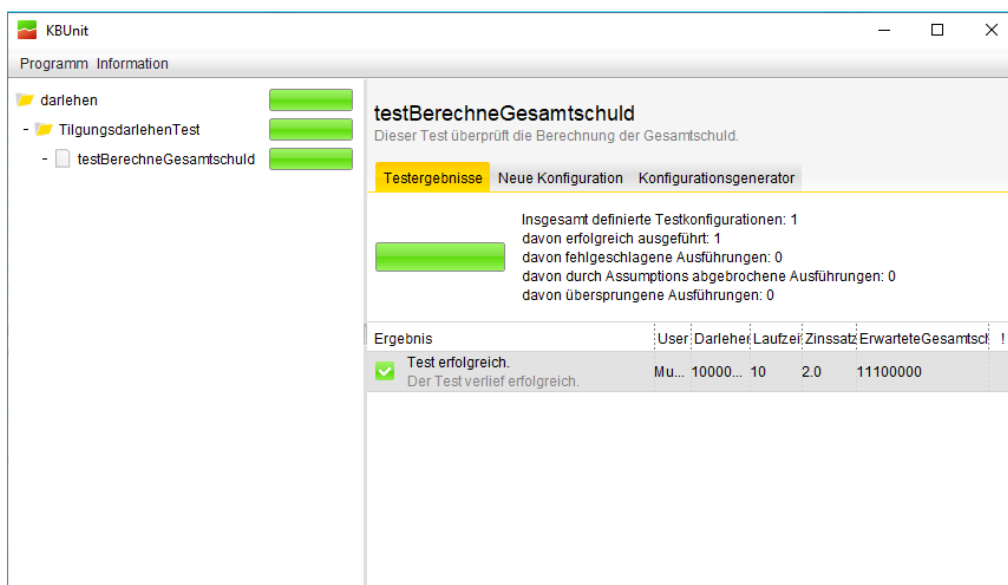 KBUnit
Programm Information
darlehen
- TilgungsdarlehenTest
- testBerechneGesamtschuld
testBerechneGesamtschuld
Dieser Test überprüft die Berechnung der Gesamtschuld.
Testergebnisse Neue Konfiguration Konfigurationsgenerator
Insgesamt definierte Testkonfigurationen: 1
davon erfolgreich ausgeführt: 1
davon fehlgeschlagene Ausführungen: 0
davon durch Assumptions abgebrochene Ausführungen: 0
davon übersprungene Ausführungen: 0
Ergebnis User Darlehe Laufzei Zinssatz ErwarteteGesamtsc !
Test erfolgreich.
Der Test verlief erfolgreich.
Mu... 10000... 10 2.0 11100000